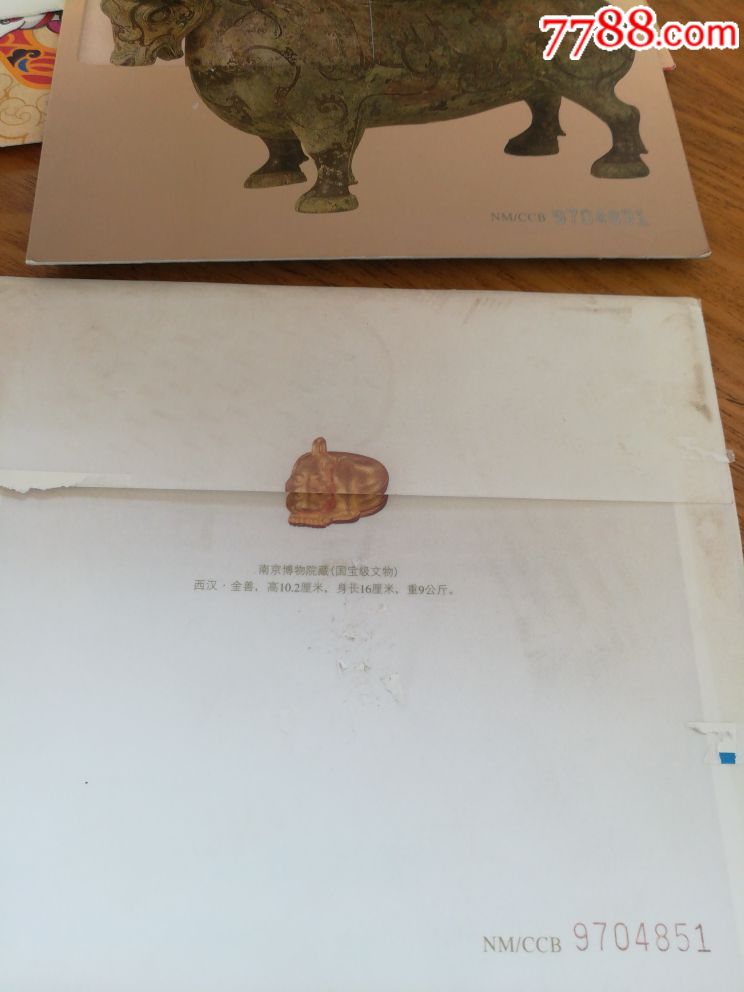 7788.com
NM/CCB 9704851
南京博物院藏(国宝级文物)
西汉·金兽，高10.2厘米，身长16厘米，重9公斤。
NM/CCB 9704851